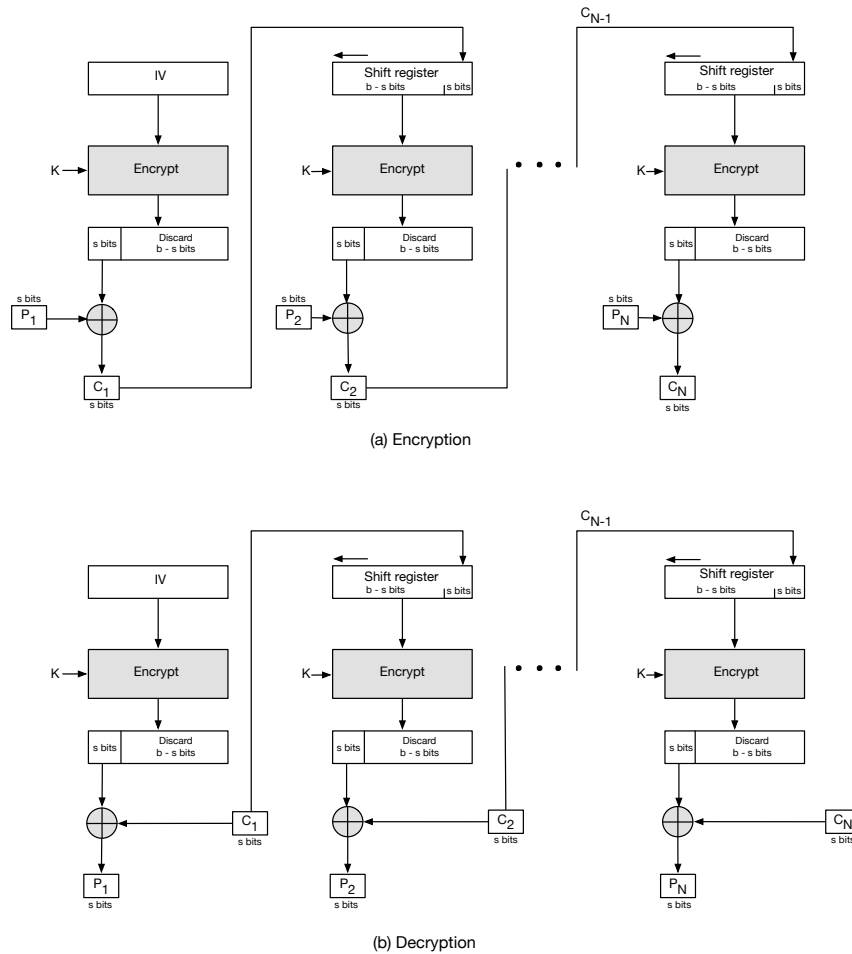 C_N-1
IV
Shift register
b - s bits
s bits
Shift register
b - s bits
s bits
K
Encrypt
K
Encrypt
K
Encrypt
s bits
Discard
b - s bits
s bits
Discard
b - s bits
s bits
Discard
b - s bits
s bits
P_1
s bits
P_2
s bits
P_N
C_1
s bits
C_2
s bits
C_N
s bits
(a) Encryption
C_N-1
IV
Shift register
b - s bits
s bits
Shift register
b - s bits
s bits
K
Encrypt
K
Encrypt
K
Encrypt
s bits
Discard
b - s bits
s bits
Discard
b - s bits
s bits
Discard
b - s bits
C_1
s bits
C_2
s bits
C_N
s bits
P_1
s bits
P_2
s bits
P_N
s bits
(b) Decryption